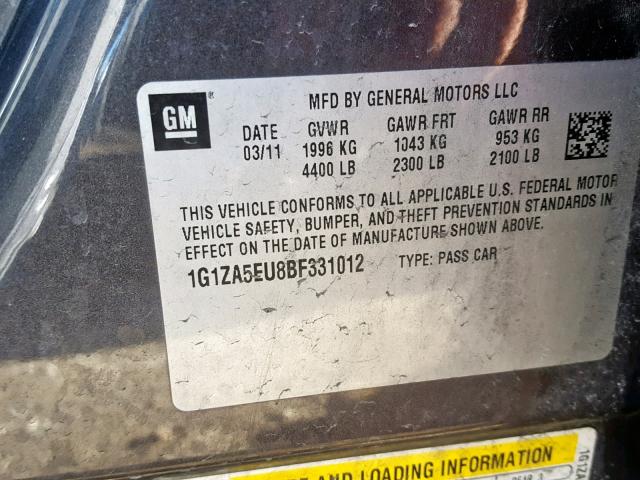 GM
MFD BY GENERAL MOTORS LLC
DATE GVWR GAWR FRT GAWR RR
03/11 1996 KG 1043 KG 953 KG
4400 LB 2300 LB 2100 LB
THIS VEHICLE CONFORMS TO ALL APPLICABLE U.S. FEDERAL MOTOR
VEHICLE SAFETY, BUMPER, AND THEFT PREVENTION STANDARDS IN
EFFECT ON THE DATE OF MANUFACTURE SHOWN ABOVE.
1G1ZA5EU8BF331012 TYPE: PASS CAR
AND LOADING INFORMATION
1G1ZA